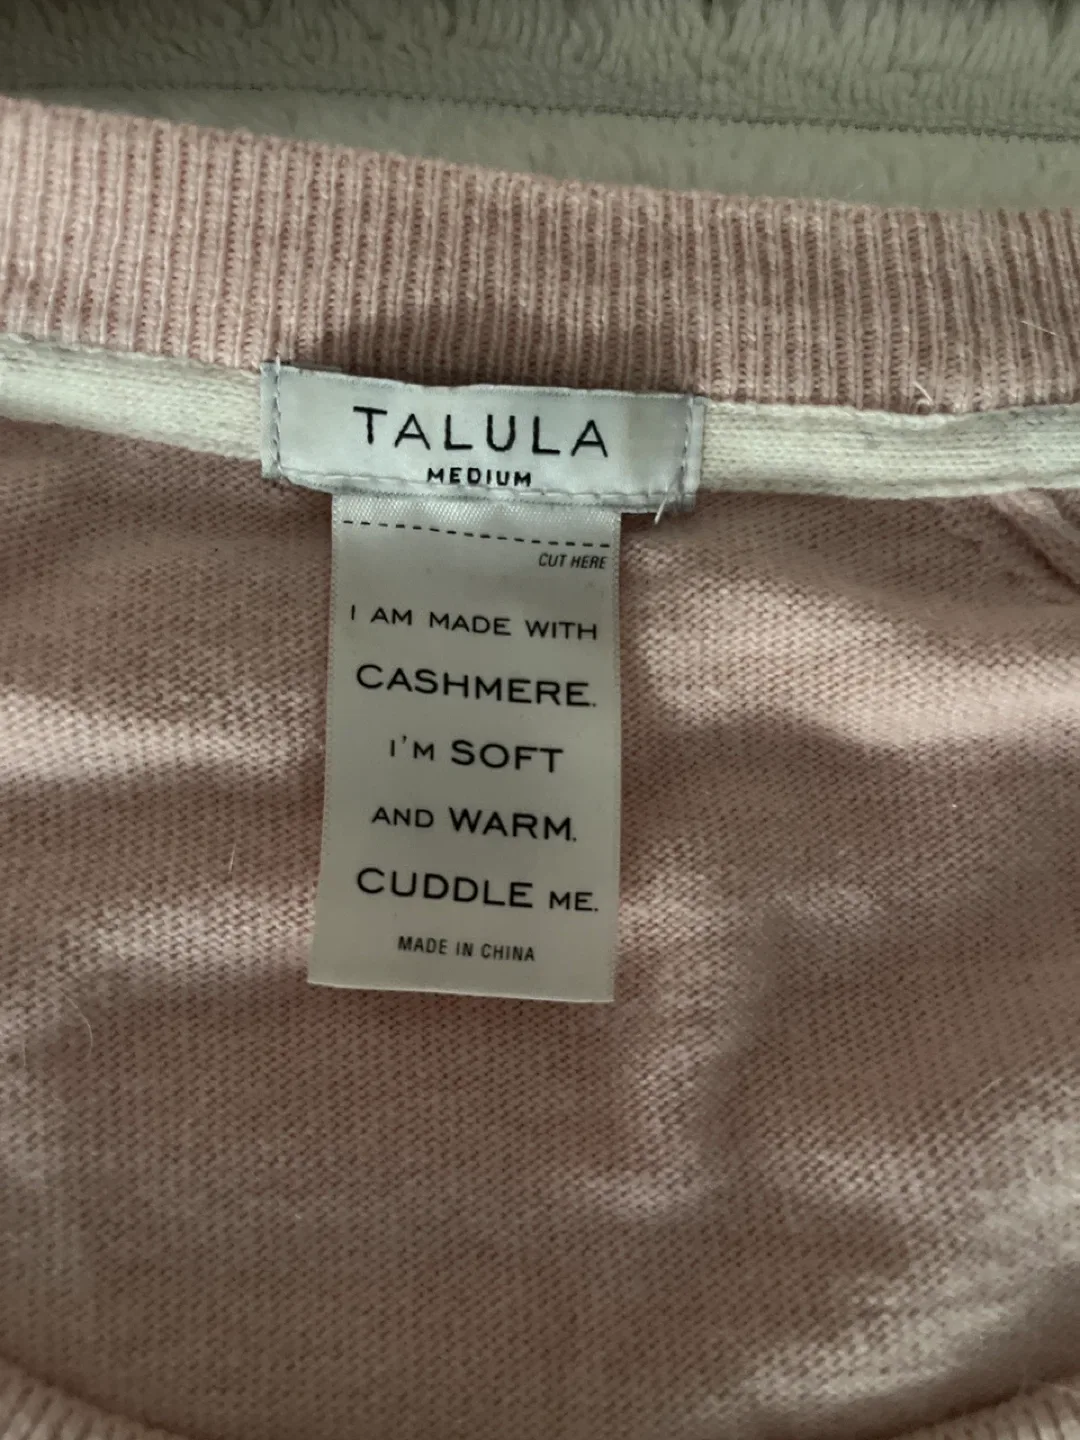 TALULA
MEDIUM
CUT HERE
I AM MADE WITH
CASHMERE.
I'M SOFT
AND WARM.
CUDDLE ME.
MADE IN CHINA